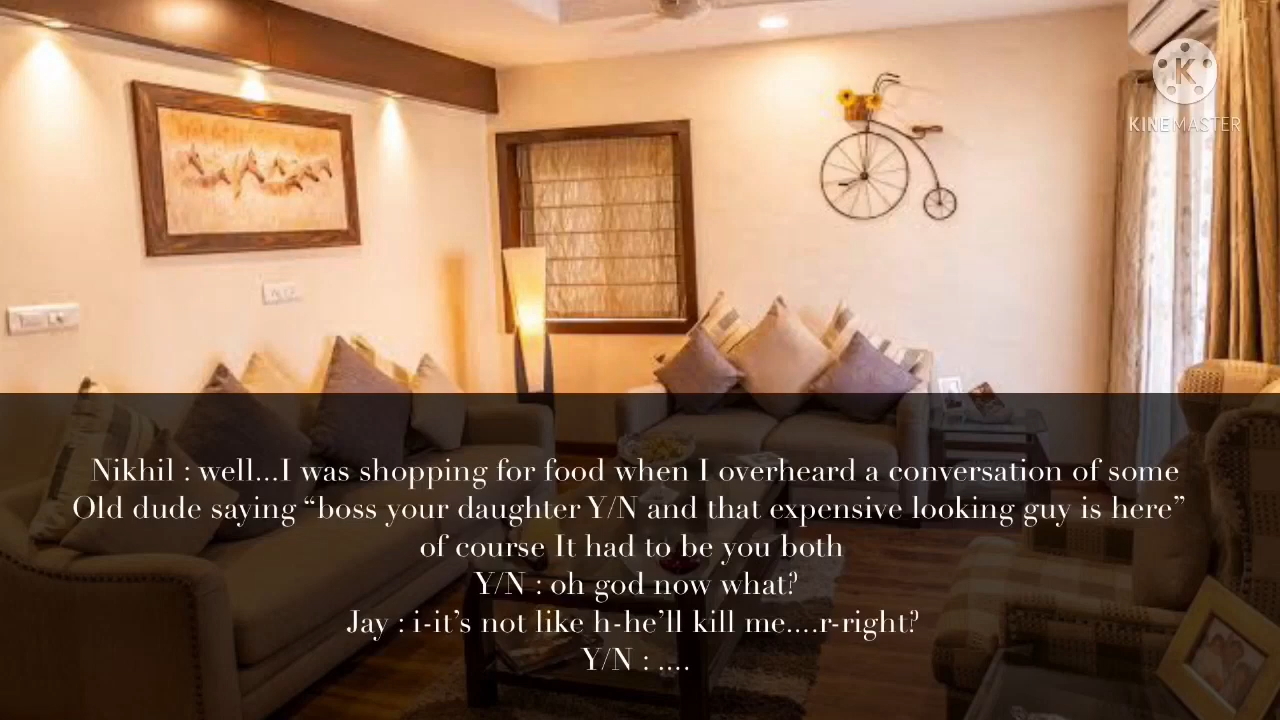 KINEMASTER
Nikhil : well...I was shopping for food when I overheard a conversation of some
Old dude saying “boss your daughter Y/N and that expensive looking guy is here”
of course It had to be you both
Y/N : oh god now what?
Jay : i-it’s not like h-he’ll kill me....r-right?
Y/N : ....